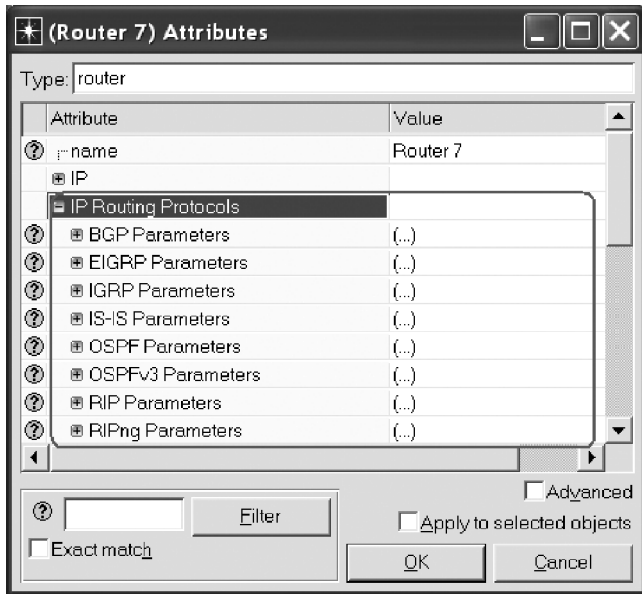 (Router 7) Attributes
Type: router
Attribute Value
name Router 7
IP
IP Routing Protocols
BGP Parameters (...)
EIGRP Parameters (...)
IGRP Parameters (...)
IS-IS Parameters (...)
OSPF Parameters (...)
OSPFv3 Parameters (...)
RIP Parameters (...)
RIPng Parameters (...)
Advanced
Filter
Apply to selected objects
Exact match
OK Cancel